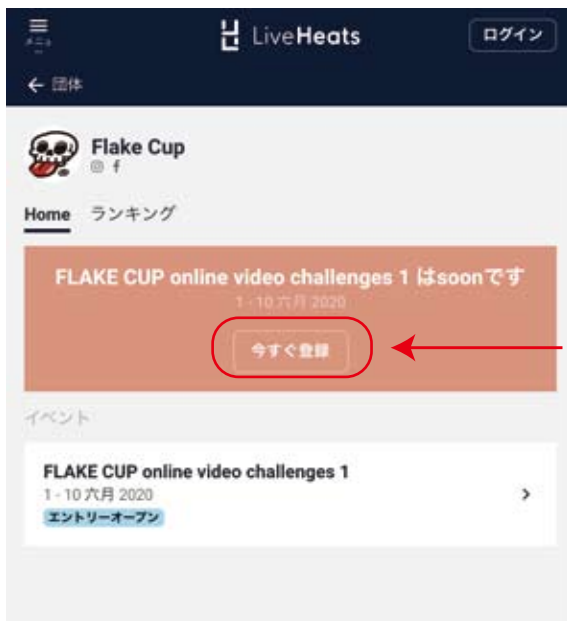 メニュ
ー
LiveHeats
ログイン
← 団体
Flake Cup
Home
ランキング
FLAKE CUP online video challenges 1 はsoonです
1 - 10 六月 2020
今すぐ登録
イベント
FLAKE CUP online video challenges 1
1 - 10 六月 2020
エントリーオープン